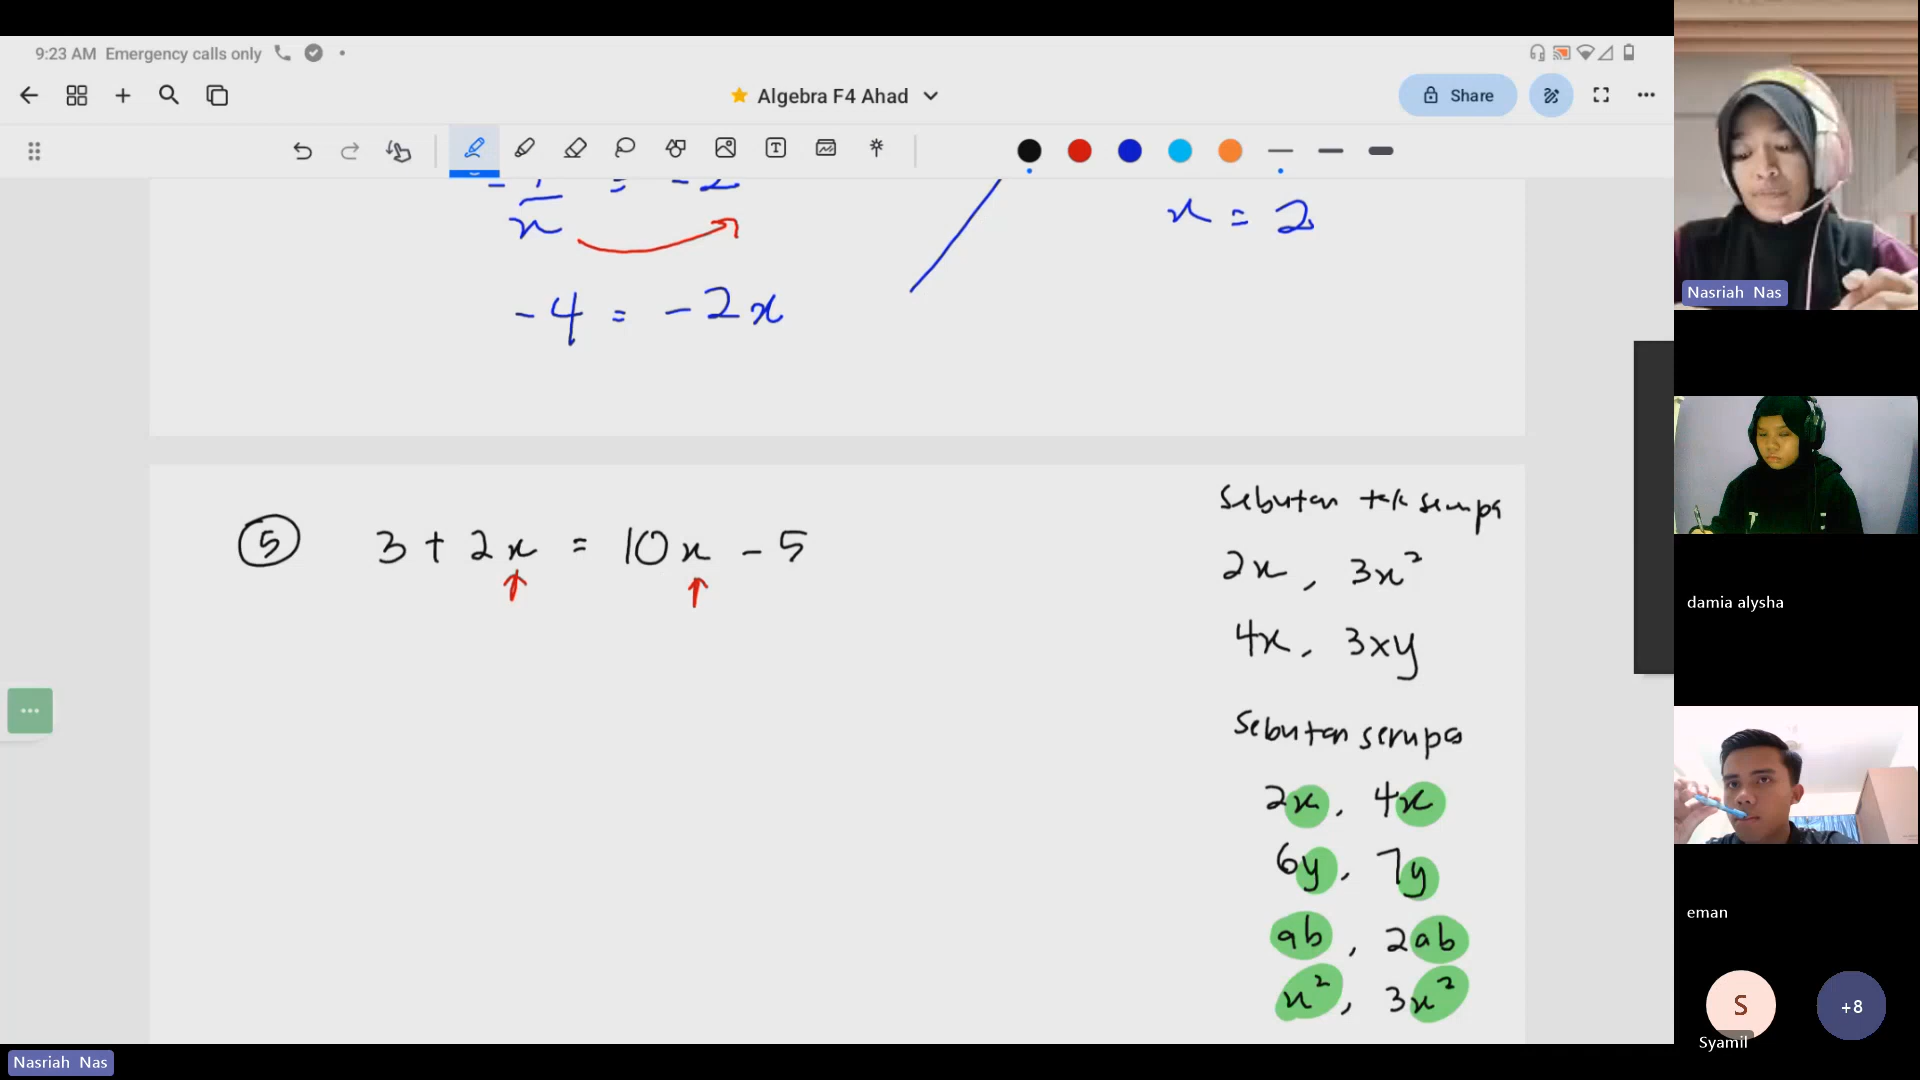 9:23 AM Emergency calls only
Algebra F4 Ahad
Share
x = 2
x
-4 = -2x
5 3 + 2x = 10x - 5
Sebutan tak serupa
2x, 3x²
4x, 3xy
Sebutan serupa
2x, 4x
6y, 7y
ab, 2ab
x², 3x²
Nasriah Nas
damia alysha
eman
S
+8
Syamil
Nasriah Nas